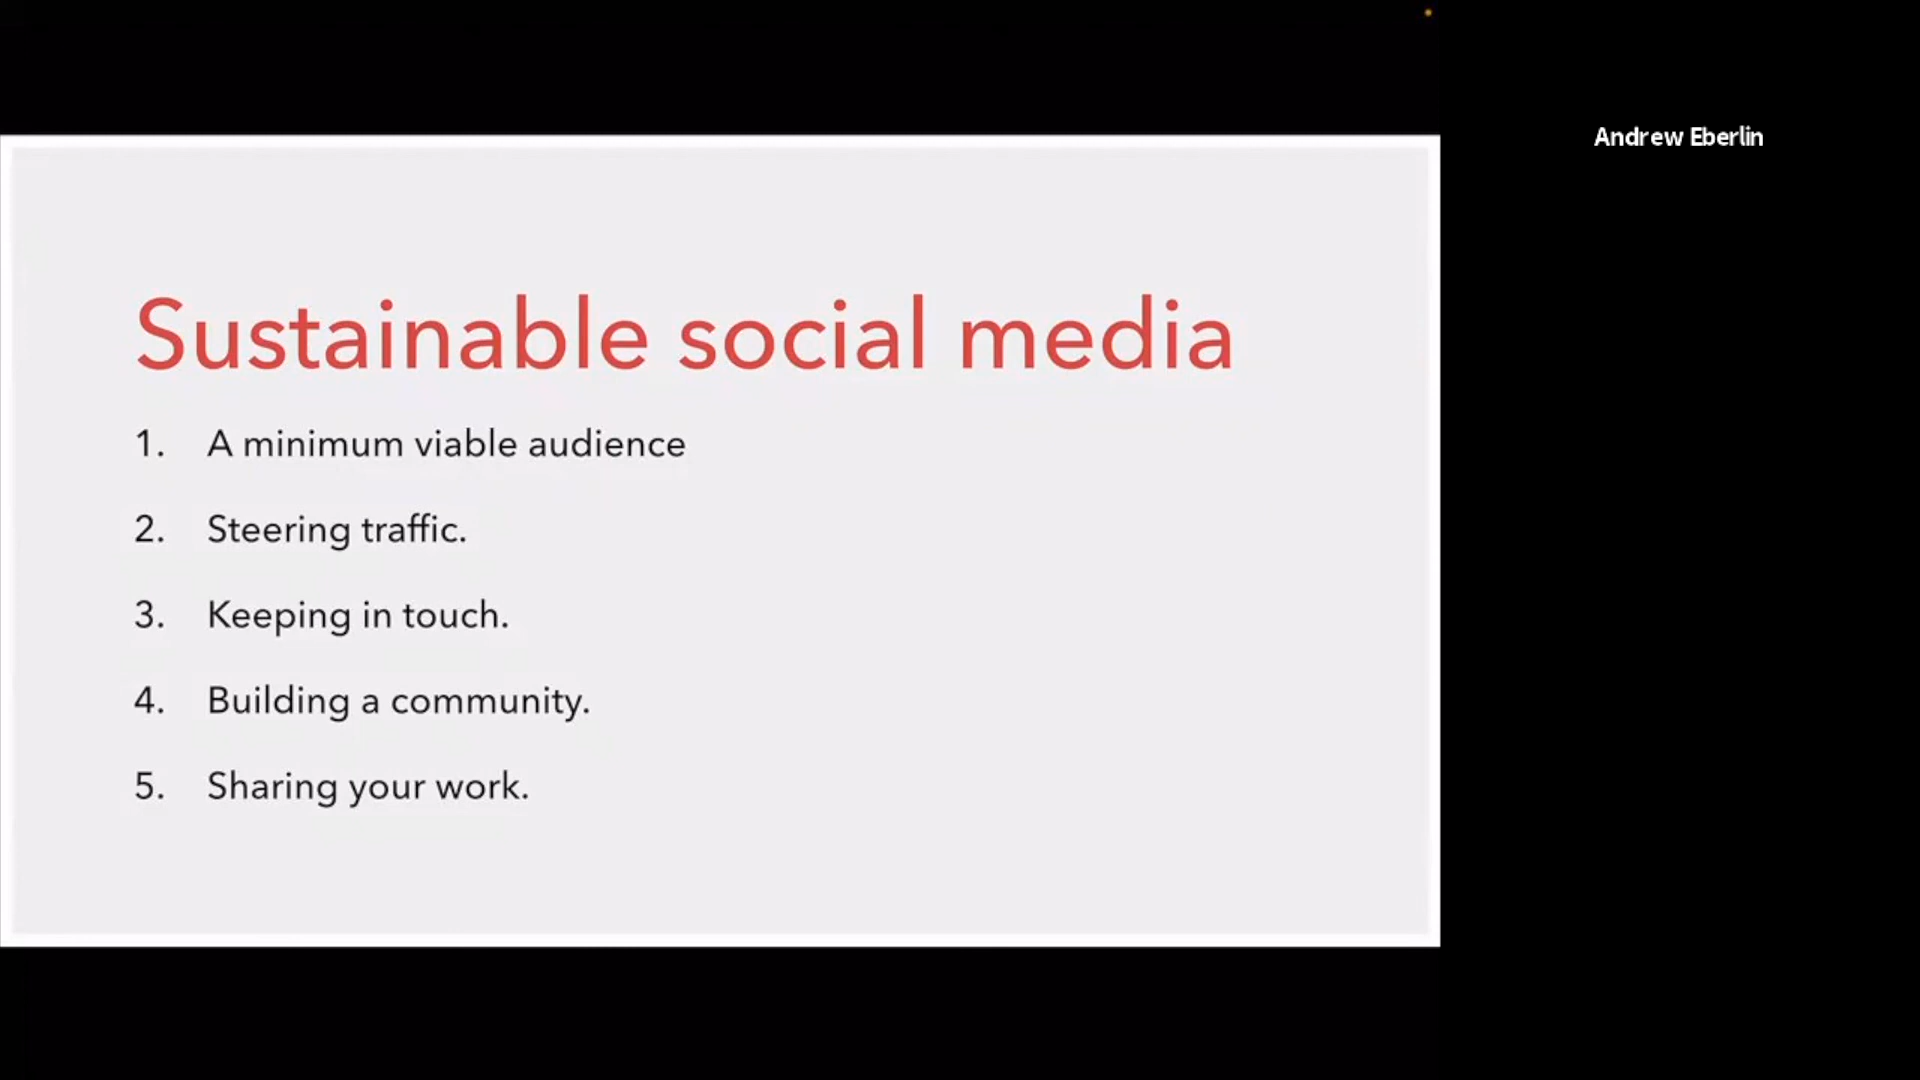 Andrew Eberlin
Sustainable social media
1. A minimum viable audience
2. Steering traffic.
3. Keeping in touch.
4. Building a community.
5. Sharing your work.